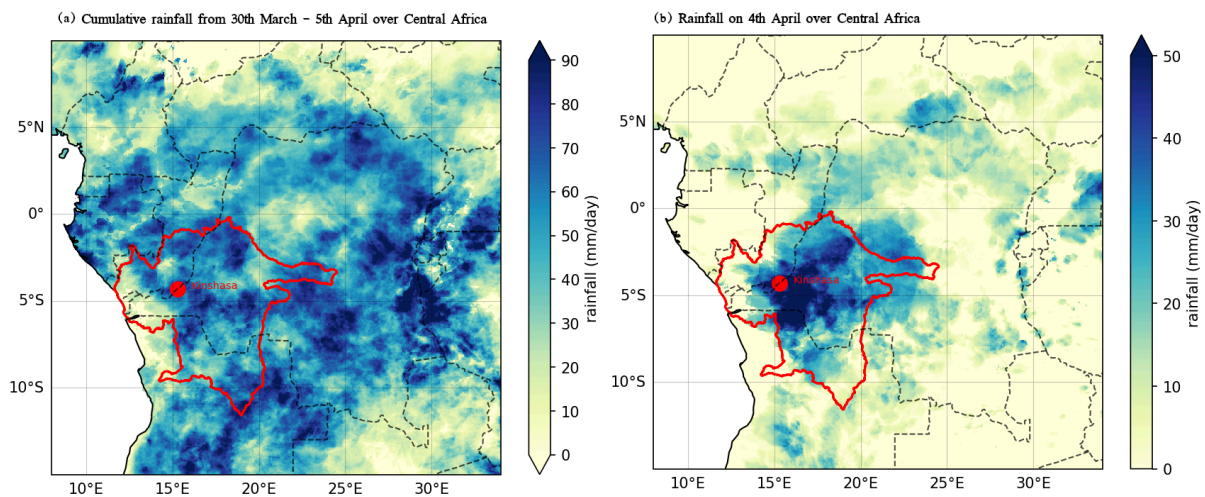 (a) Cumulative rainfall from 30th March - 5th April over Central Africa
(b) Rainfall on 4th April over Central Africa
5°N
0°
5°S
10°S
10°E 15°E 20°E 25°E 30°E
Kinshasa
90
80
70
60
50
40
30
20
10
0
rainfall (mm/day)
5°N
0°
5°S
10°S
10°E 15°E 20°E 25°E 30°E
Kinshasa
50
40
30
20
10
0
rainfall (mm/day)